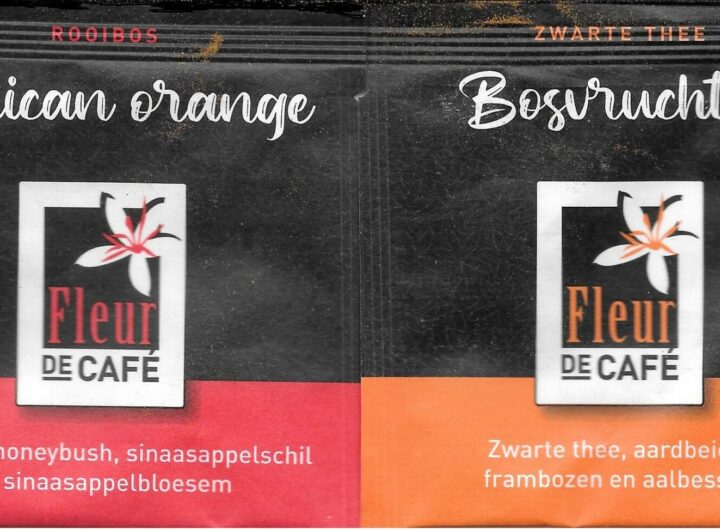 ROOIBOS
ican orange
Fleur
DE CAFÉ
honeybush, sinaasappelschil
sinaasappelbloesem
ZWARTE THEE
Bosvrucht
Fleur
DE CAFÉ
Zwarte thee, aardbei
frambozen en aalbess